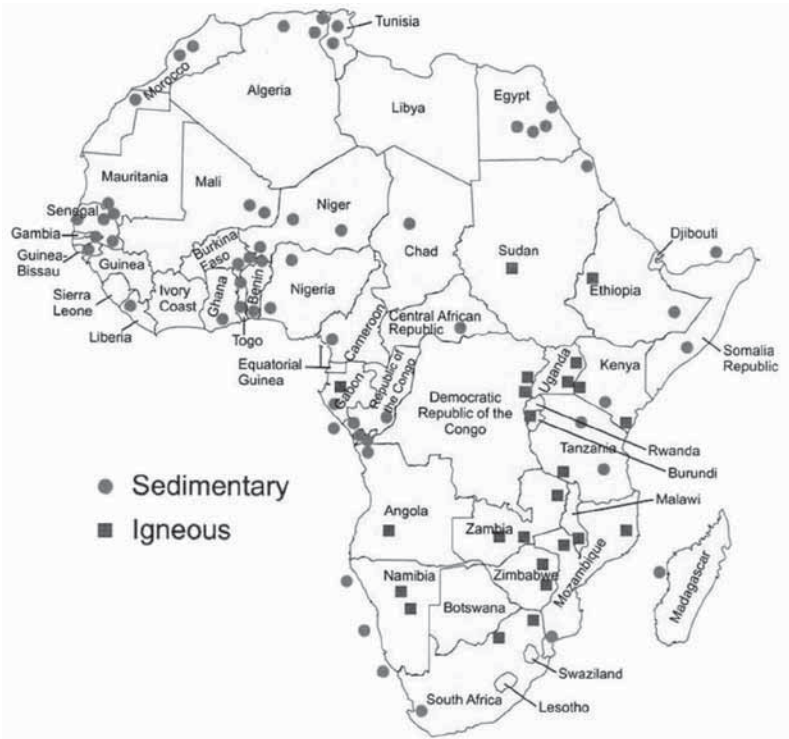 Tunisia
Morocco
Algeria
Libya
Egypt
Mauritania
Mali
Niger
Senegal
Gambia
Guinea-
Bissau
Guinea
Sierra
Leone
Liberia
Ivory
Coast
Burkina
Faso
Ghana
Togo
Benin
Nigeria
Chad
Sudan
Djibouti
Ethiopia
Somalia
Republic
Cameroon
Central African
Republic
Equatorial
Guinea
Gabon
Republic of
the Congo
Democratic
Republic of the
Congo
Uganda
Kenya
Rwanda
Burundi
Tanzania
Malawi
Sedimentary
Igneous
Angola
Zambia
Mozambique
Zimbabwe
Namibia
Botswana
Madagascar
Swaziland
South Africa
Lesotho